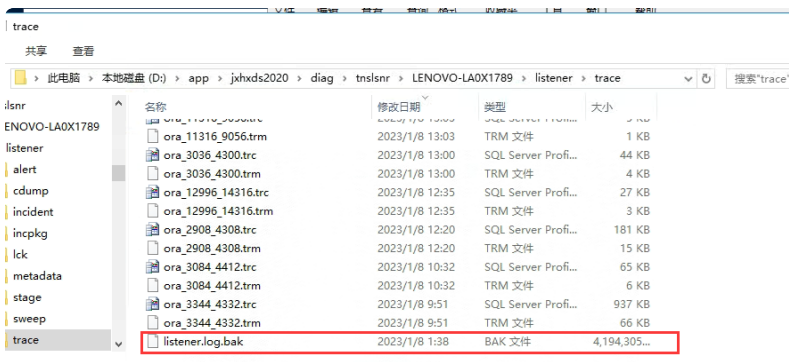 trace
共享 查看
此电脑 > 本地磁盘 (D:) > app > jxhxds2020 > diag > tnslsnr > LENOVO-LA0X1789 > listener > trace 搜索"trace"
名称 修改日期 类型 大小
ora_11316_9056.trm 2023/1/8 13:03 TRM 文件 1 KB
ora_3036_4300.trc 2023/1/8 13:00 SQL Server Profi... 44 KB
ora_3036_4300.trm 2023/1/8 13:00 TRM 文件 4 KB
ora_12996_14316.trc 2023/1/8 12:35 SQL Server Profi... 27 KB
ora_12996_14316.trm 2023/1/8 12:35 TRM 文件 3 KB
ora_2908_4308.trc 2023/1/8 12:20 SQL Server Profi... 181 KB
ora_2908_4308.trm 2023/1/8 12:20 TRM 文件 15 KB
ora_3084_4412.trc 2023/1/8 10:32 SQL Server Profi... 65 KB
ora_3084_4412.trm 2023/1/8 10:32 TRM 文件 6 KB
ora_3344_4332.trc 2023/1/8 9:51 SQL Server Profi... 937 KB
ora_3344_4332.trm 2023/1/8 9:51 TRM 文件 66 KB
listener.log.bak 2023/1/8 1:38 BAK 文件 4,194,305...
slsnr
ENOVO-LA0X1789
listener
alert
cdump
incident
incpkg
lck
metadata
stage
sweep
trace